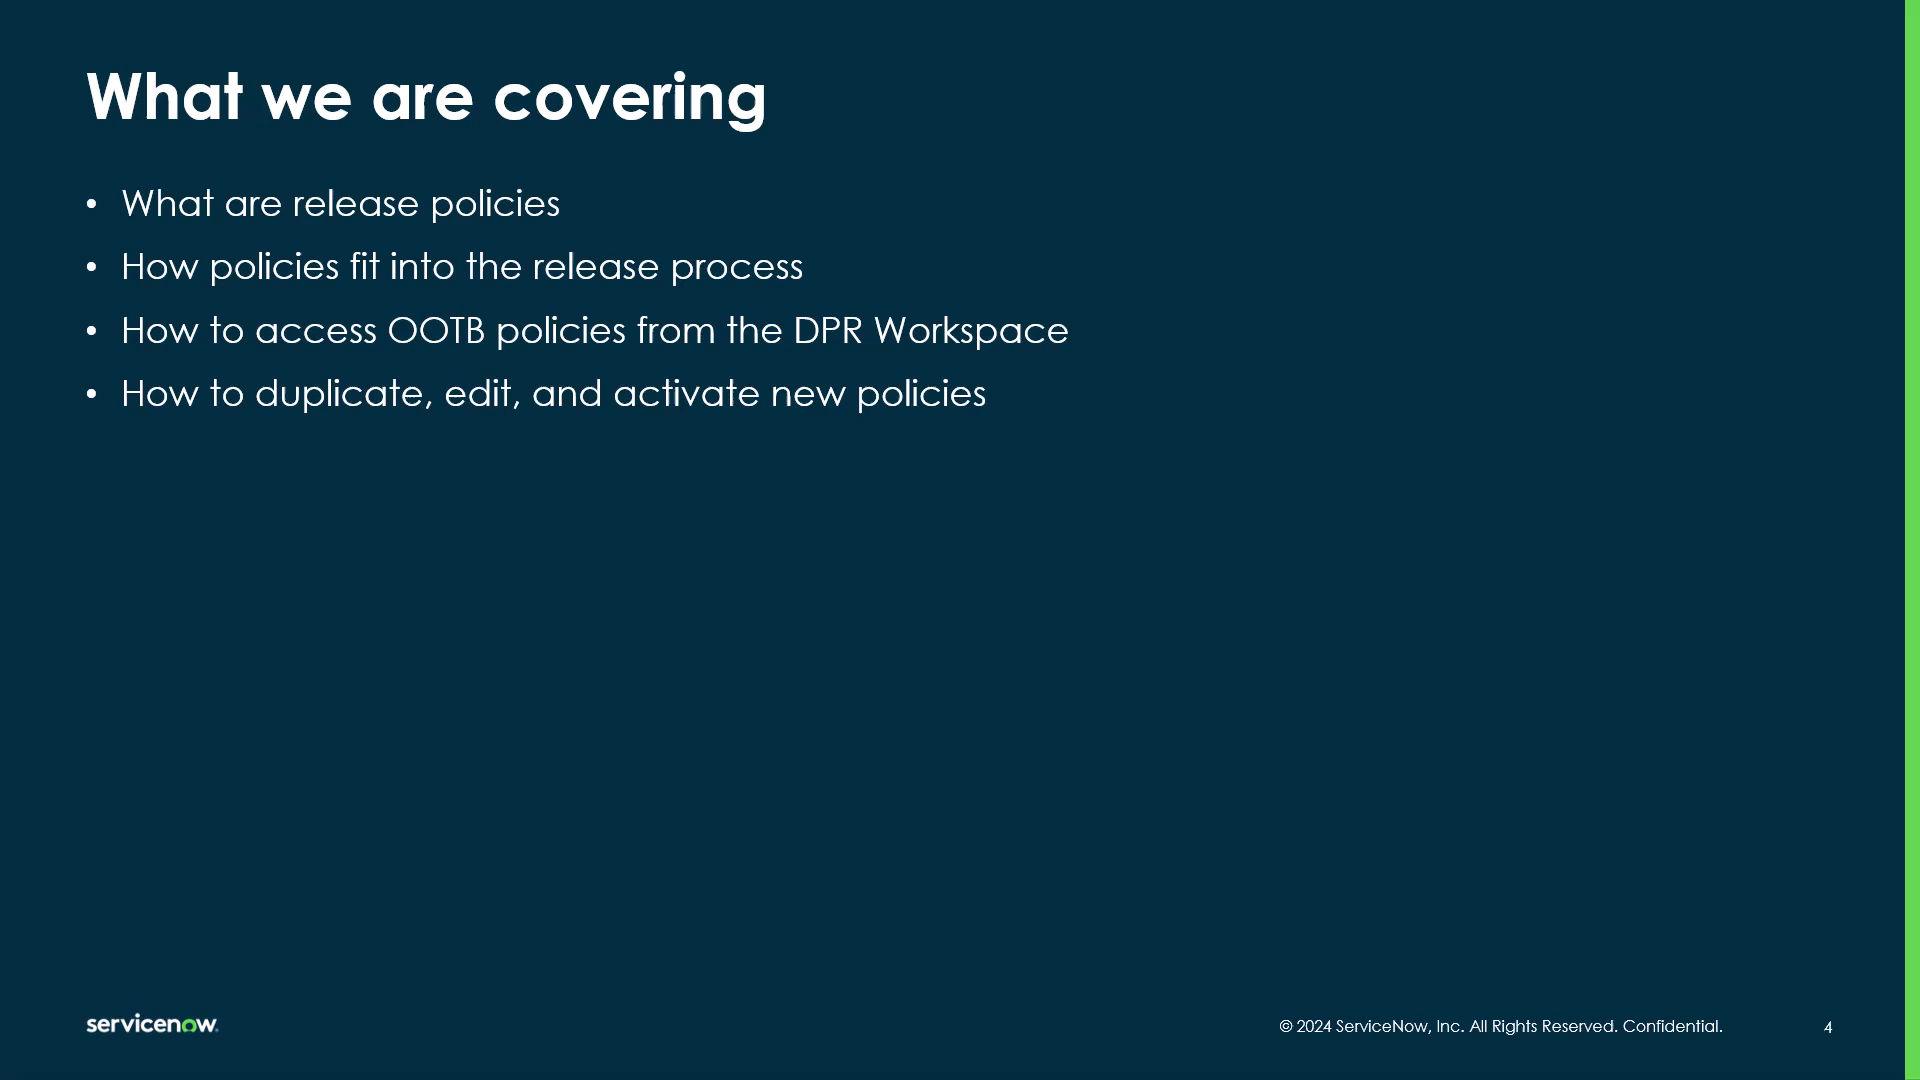 What we are covering
• What are release policies
• How policies fit into the release process
• How to access OOTB policies from the DPR Workspace
• How to duplicate, edit, and activate new policies
servicenow.
© 2024 ServiceNow, Inc. All Rights Reserved. Confidential.
4